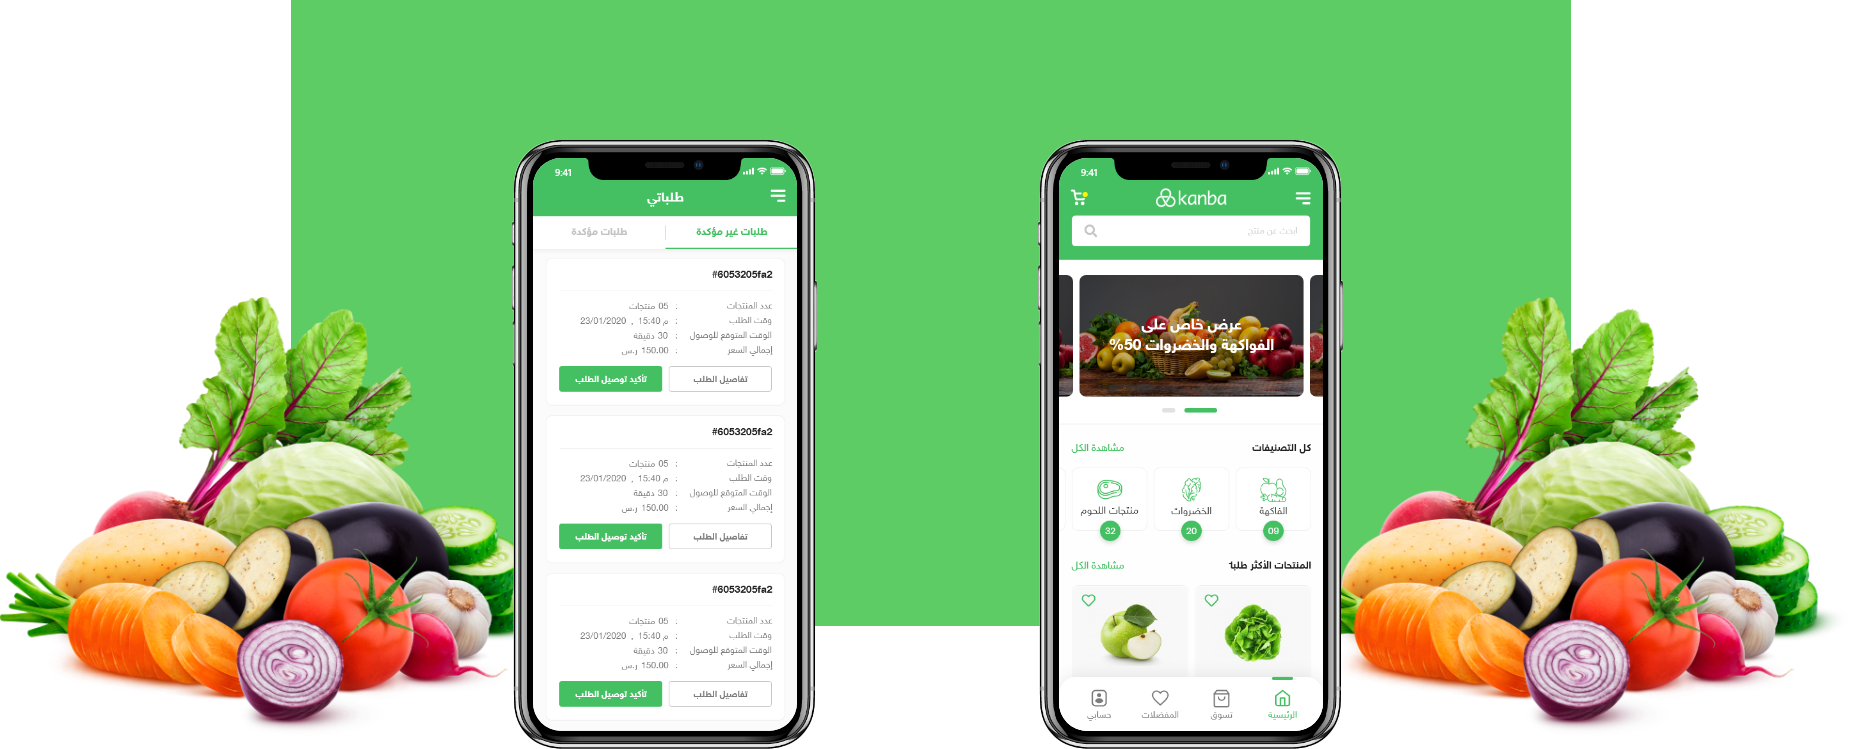 9:41
طلباتي
طلبات غير مؤكدة
طلبات مؤكدة
#6053205fa2
عدد المنتجات : 05 منتجات
وقت الطلب : 23/01/2020 , 15:40 م
الوقت المتوقع للوصول : 30 دقيقة
إجمالي السعر : 150.00 ر.س
تفاصيل الطلب
تأكيد توصيل الطلب
#6053205fa2
عدد المنتجات : 05 منتجات
وقت الطلب : 23/01/2020 , 15:40 م
الوقت المتوقع للوصول : 30 دقيقة
إجمالي السعر : 150.00 ر.س
تفاصيل الطلب
تأكيد توصيل الطلب
#6053205fa2
عدد المنتجات : 05 منتجات
وقت الطلب : 23/01/2020 , 15:40 م
الوقت المتوقع للوصول : 30 دقيقة
إجمالي السعر : 150.00 ر.س
تفاصيل الطلب
تأكيد توصيل الطلب
9:41
kanba
ابحث عن منتج
عرض خاص على
الفواكهة والخضروات 50%
كل التصنيفات
مشاهدة الكل
الفاكهة
الخضروات
منتجات اللحوم
09
20
32
المنتجات الأكثر طلبا
مشاهدة الكل
الرئيسية
تسوق
المفضلات
حسابي